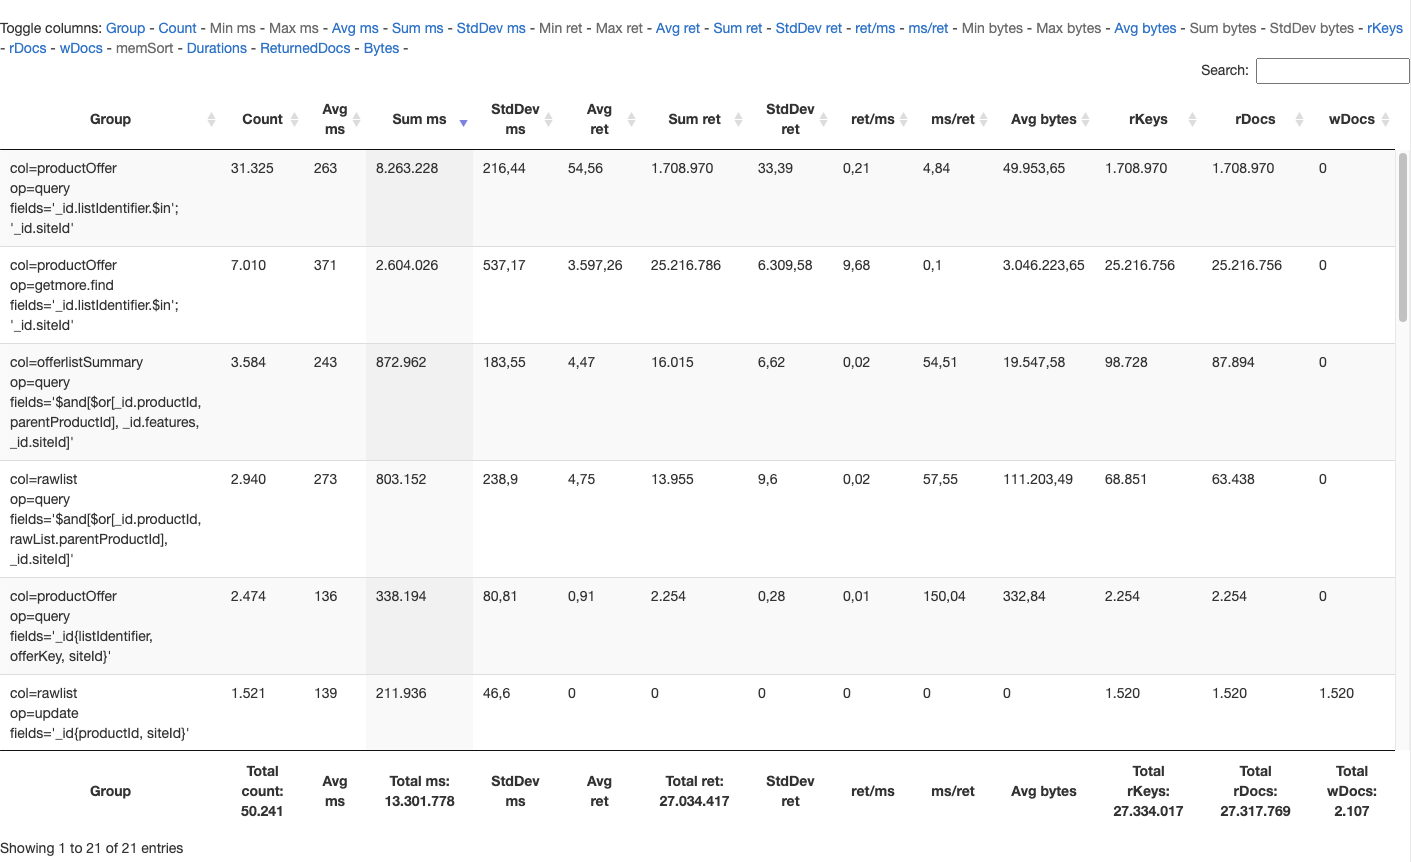 Toggle columns: Group - Count - Min ms - Max ms - Avg ms - Sum ms - StdDev ms - Min ret - Max ret - Avg ret - Sum ret - StdDev ret - ret/ms - ms/ret - Min bytes - Max bytes - Avg bytes - Sum bytes - StdDev bytes - rKeys
- rDocs - wDocs - memSort - Durations - ReturnedDocs - Bytes -
Search:
Group Count Avg ms Sum ms StdDev ms Avg ret Sum ret StdDev ret ret/ms ms/ret Avg bytes rKeys rDocs wDocs
col=productOffer 31.325 263 8.263.228 216,44 54,56 1.708.970 33,39 0,21 4,84 49.953,65 1.708.970 1.708.970 0
op=query
fields='_id.listIdentifier.$in';
'_id.siteId'
col=productOffer 7.010 371 2.604.026 537,17 3.597,26 25.216.786 6.309,58 9,68 0,1 3.046.223,65 25.216.756 25.216.756 0
op=getmore.find
fields='_id.listIdentifier.$in';
'_id.siteId'
col=offerlistSummary 3.584 243 872.962 183,55 4,47 16.015 6,62 0,02 54,51 19.547,58 98.728 87.894 0
op=query
fields='$and[$or[_id.productId,
parentProductId], _id.features,
_id.siteId]'
col=rawlist 2.940 273 803.152 238,9 4,75 13.955 9,6 0,02 57,55 111.203,49 68.851 63.438 0
op=query
fields='$and[$or[_id.productId,
rawList.parentProductId],
_id.siteId]'
col=productOffer 2.474 136 338.194 80,81 0,91 2.254 0,28 0,01 150,04 332,84 2.254 2.254 0
op=query
fields='_id{listIdentifier,
offerKey, siteId}'
col=rawlist 1.521 139 211.936 46,6 0 0 0 0 0 0 1.520 1.520 1.520
op=update
fields='_id{productId, siteId}'
Group Total count: 50.241 Avg ms Total ms: 13.301.778 StdDev ms Avg ret Total ret: 27.034.417 StdDev ret ret/ms ms/ret Avg bytes Total rKeys: 27.334.017 Total rDocs: 27.317.769 Total wDocs: 2.107
Showing 1 to 21 of 21 entries